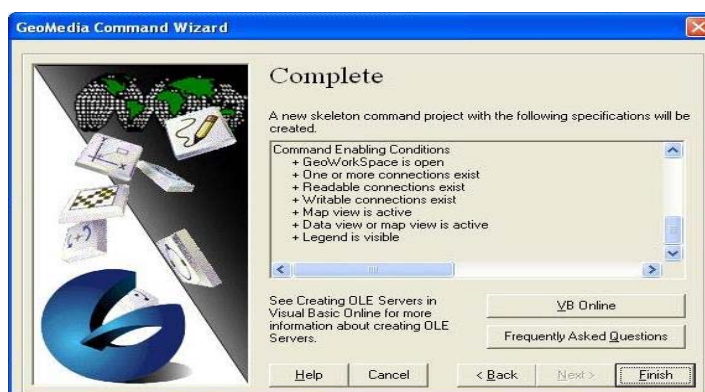 GeoMedia Command Wizard
Complete
A new skeleton command project with the following specifications will be
created.
Command Enabling Conditions
+ GeoWorkSpace is open
+ One or more connections exist
+ Readable connections exist
+ Writable connections exist
+ Map view is active
+ Data view or map view is active
+ Legend is visible
See Creating OLE Servers in
Visual Basic Online for more
information about creating OLE
Servers.
VB Online
Frequently Asked Questions
Help
Cancel
< Back
Next >
Finish